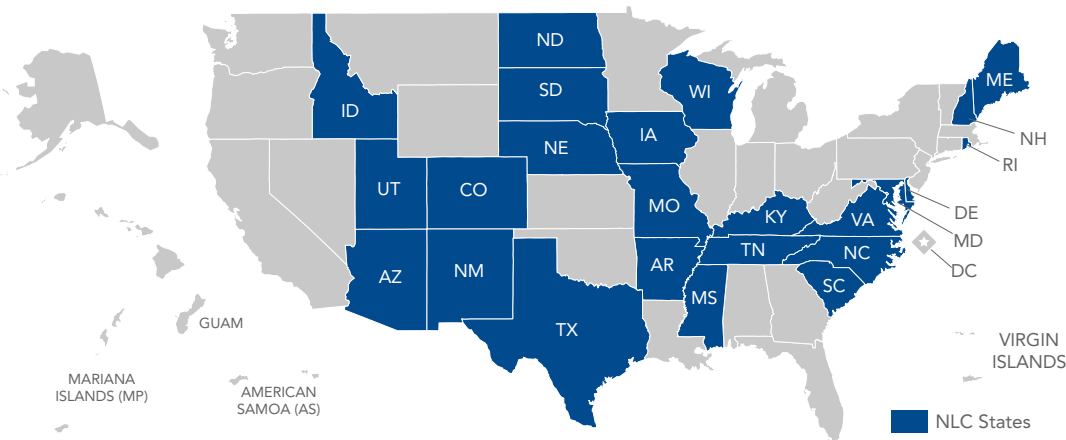 ND
ME
SD
WI
ID
IA
NH
NE
RI
UT
CO
MO
DE
KY
VA
MD
TN
NC
DC
AZ
NM
AR
SC
MS
GUAM
TX
VIRGIN
ISLANDS
MARIANA
ISLANDS (MP)
AMERICAN
SAMOA (AS)
NLC States